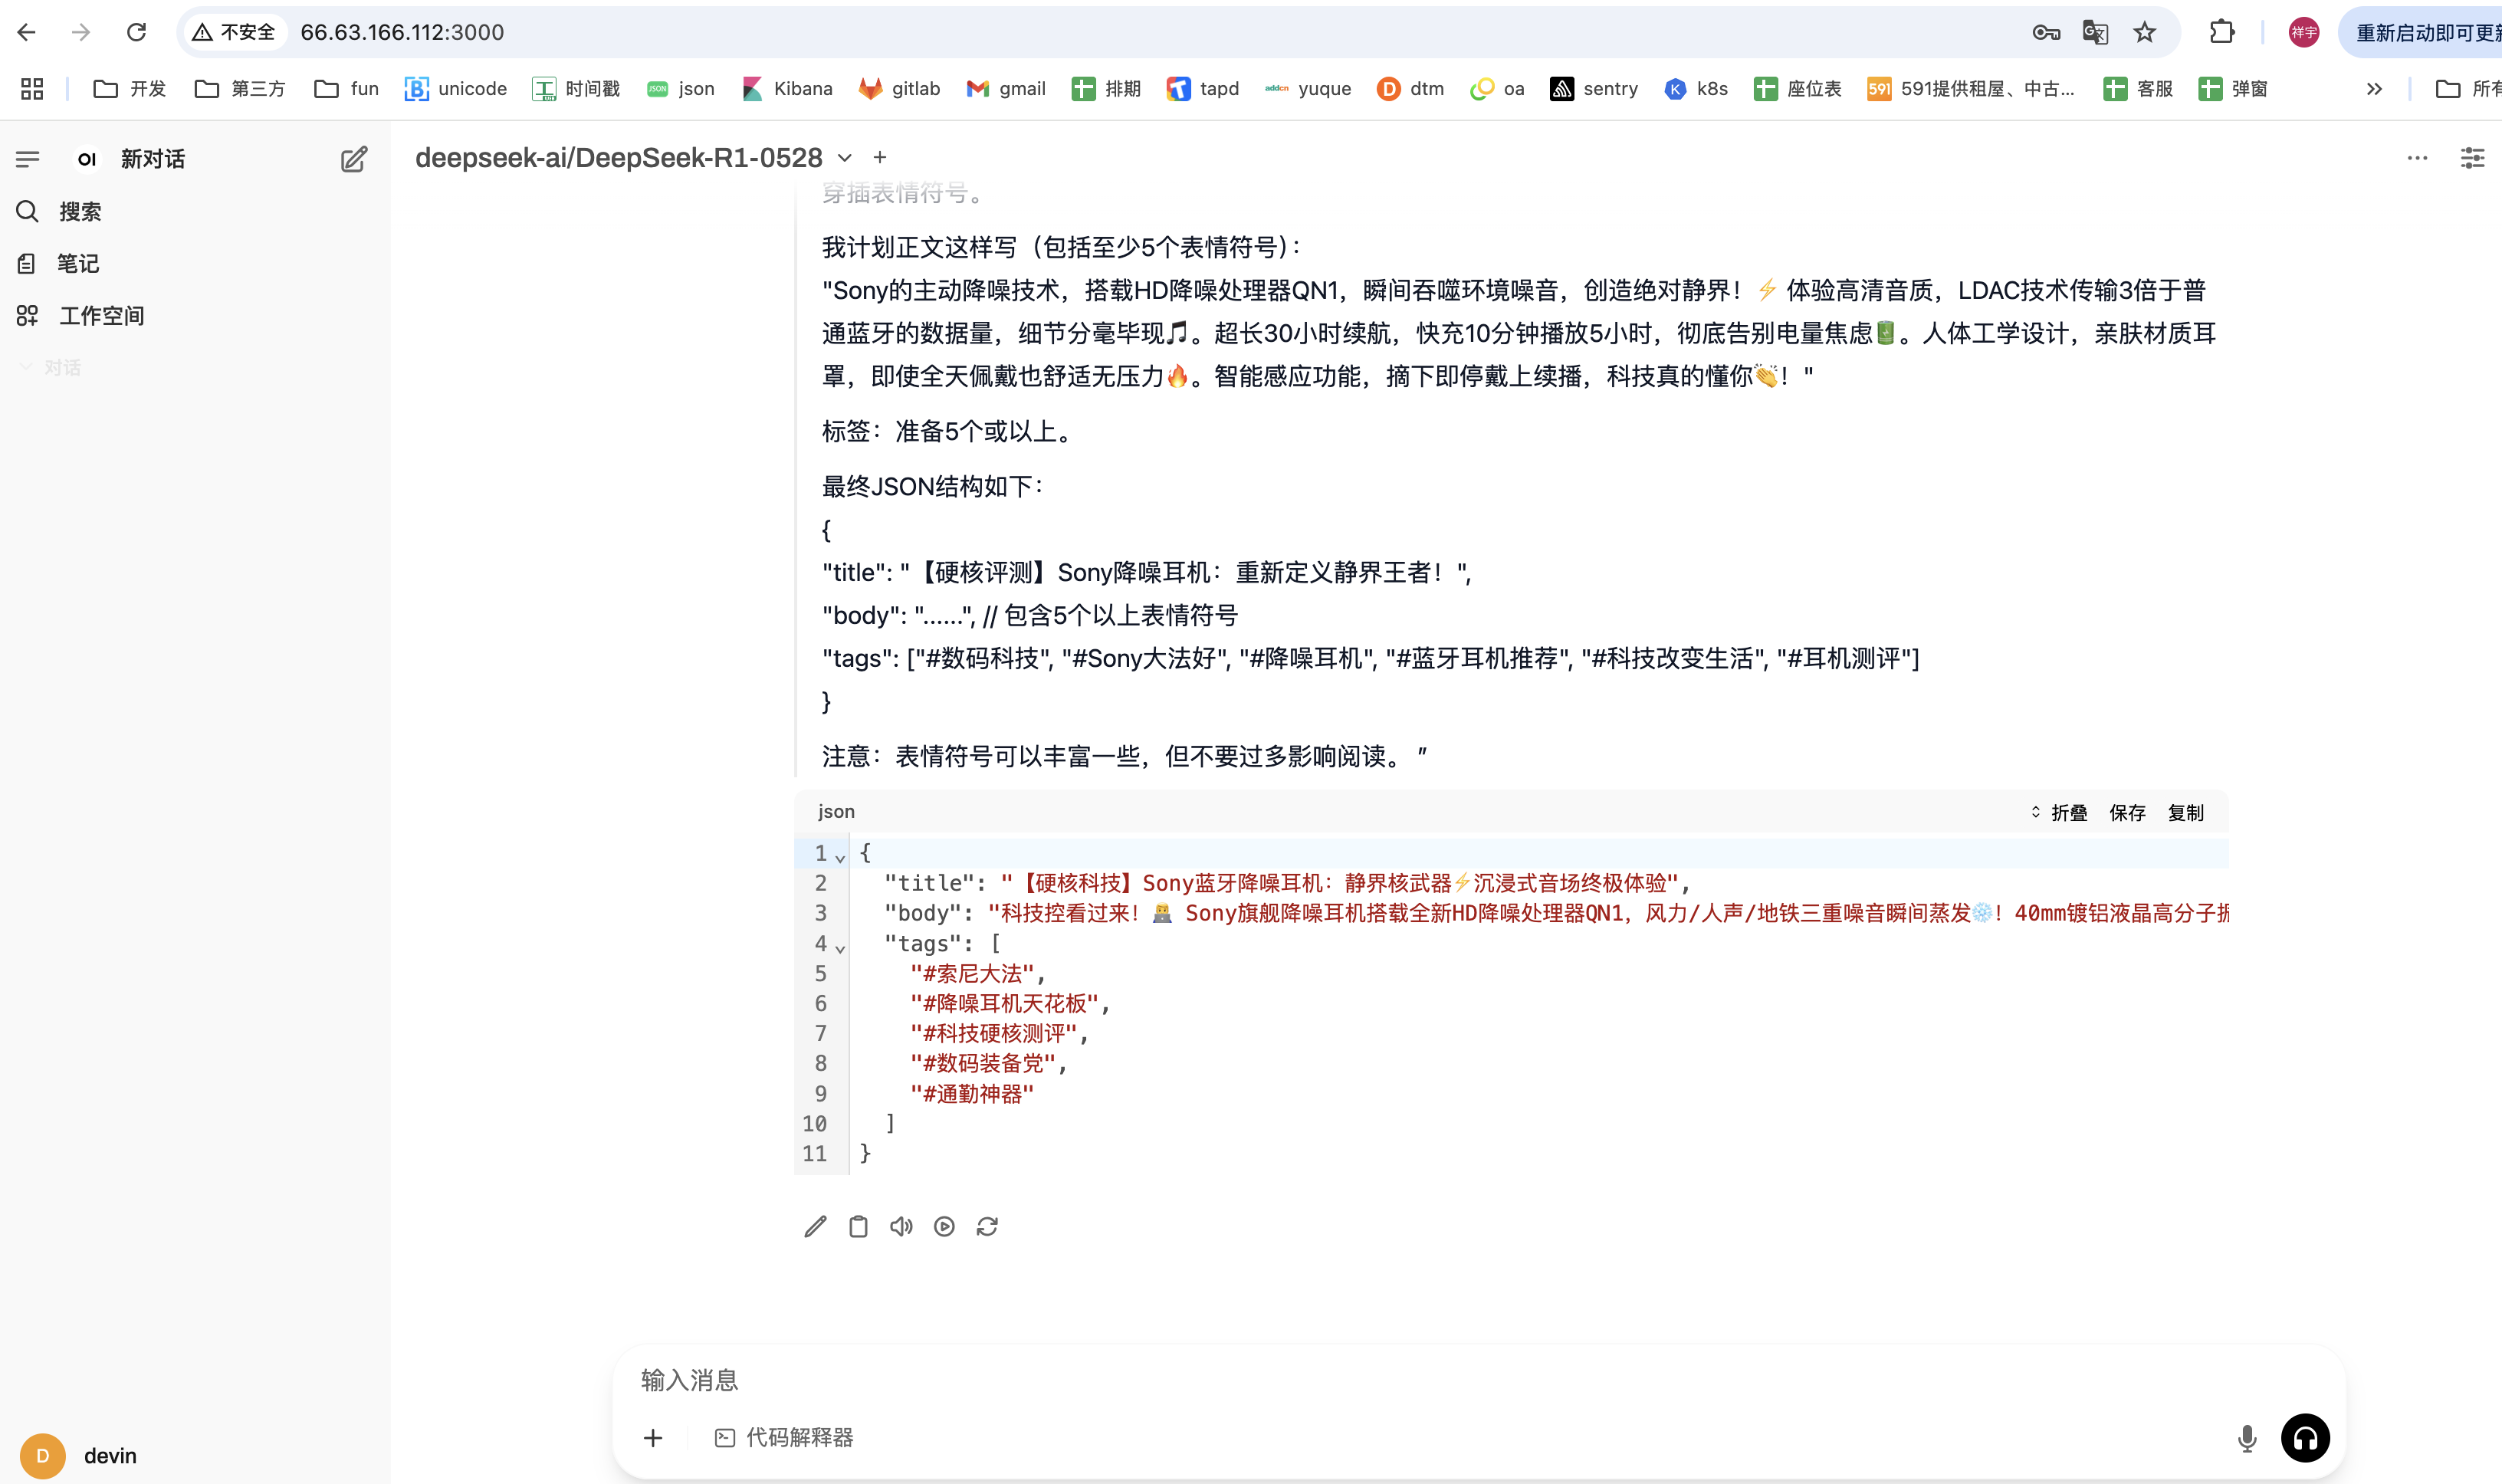 不安全 66.63.166.112:3000 祥宇 重新启动即可更新
开发 第三方 fun unicode 时间戳 json Kibana gitlab gmail 排期 tapd yuque dtm oa sentry k8s 座位表 591提供租屋、中古... 客服 弹窗 所有
OI 新对话
搜索
笔记
工作空间
对话
deepseek-ai/DeepSeek-R1-0528
穿插表情符号。
我计划正文这样写（包括至少5个表情符号）：
"Sony的主动降噪技术，搭载HD降噪处理器QN1，瞬间吞噬环境噪音，创造绝对静界！⚡ 体验高清音质，LDAC技术传输3倍于普
通蓝牙的数据量，细节分毫毕现🎵。超长30小时续航，快充10分钟播放5小时，彻底告别电量焦虑🔋。人体工学设计，亲肤材质耳
罩，即使全天佩戴也舒适无压力🔥。智能感应功能，摘下即停戴上续播，科技真的懂你👏！"
标签：准备5个或以上。
最终JSON结构如下：
{
"title": "【硬核评测】Sony降噪耳机：重新定义静界王者！",
"body": "......", // 包含5个以上表情符号
"tags": ["#数码科技", "#Sony大法好", "#降噪耳机", "#蓝牙耳机推荐", "#科技改变生活", "#耳机测评"]
}
注意：表情符号可以丰富一些，但不要过多影响阅读。 "
json 折叠 保存 复制
1 {
2 "title": "【硬核科技】Sony蓝牙降噪耳机：静界核武器⚡沉浸式音场终极体验",
3 "body": "科技控看过来！👨‍💻 Sony旗舰降噪耳机搭载全新HD降噪处理器QN1，风力/人声/地铁三重噪音瞬间蒸发❄️！40mm镀铝液晶高分子振
4 "tags": [
5 "#索尼大法",
6 "#降噪耳机天花板",
7 "#科技硬核测评",
8 "#数码装备党",
9 "#通勤神器"
10 ]
11 }
输入消息
代码解释器
D devin